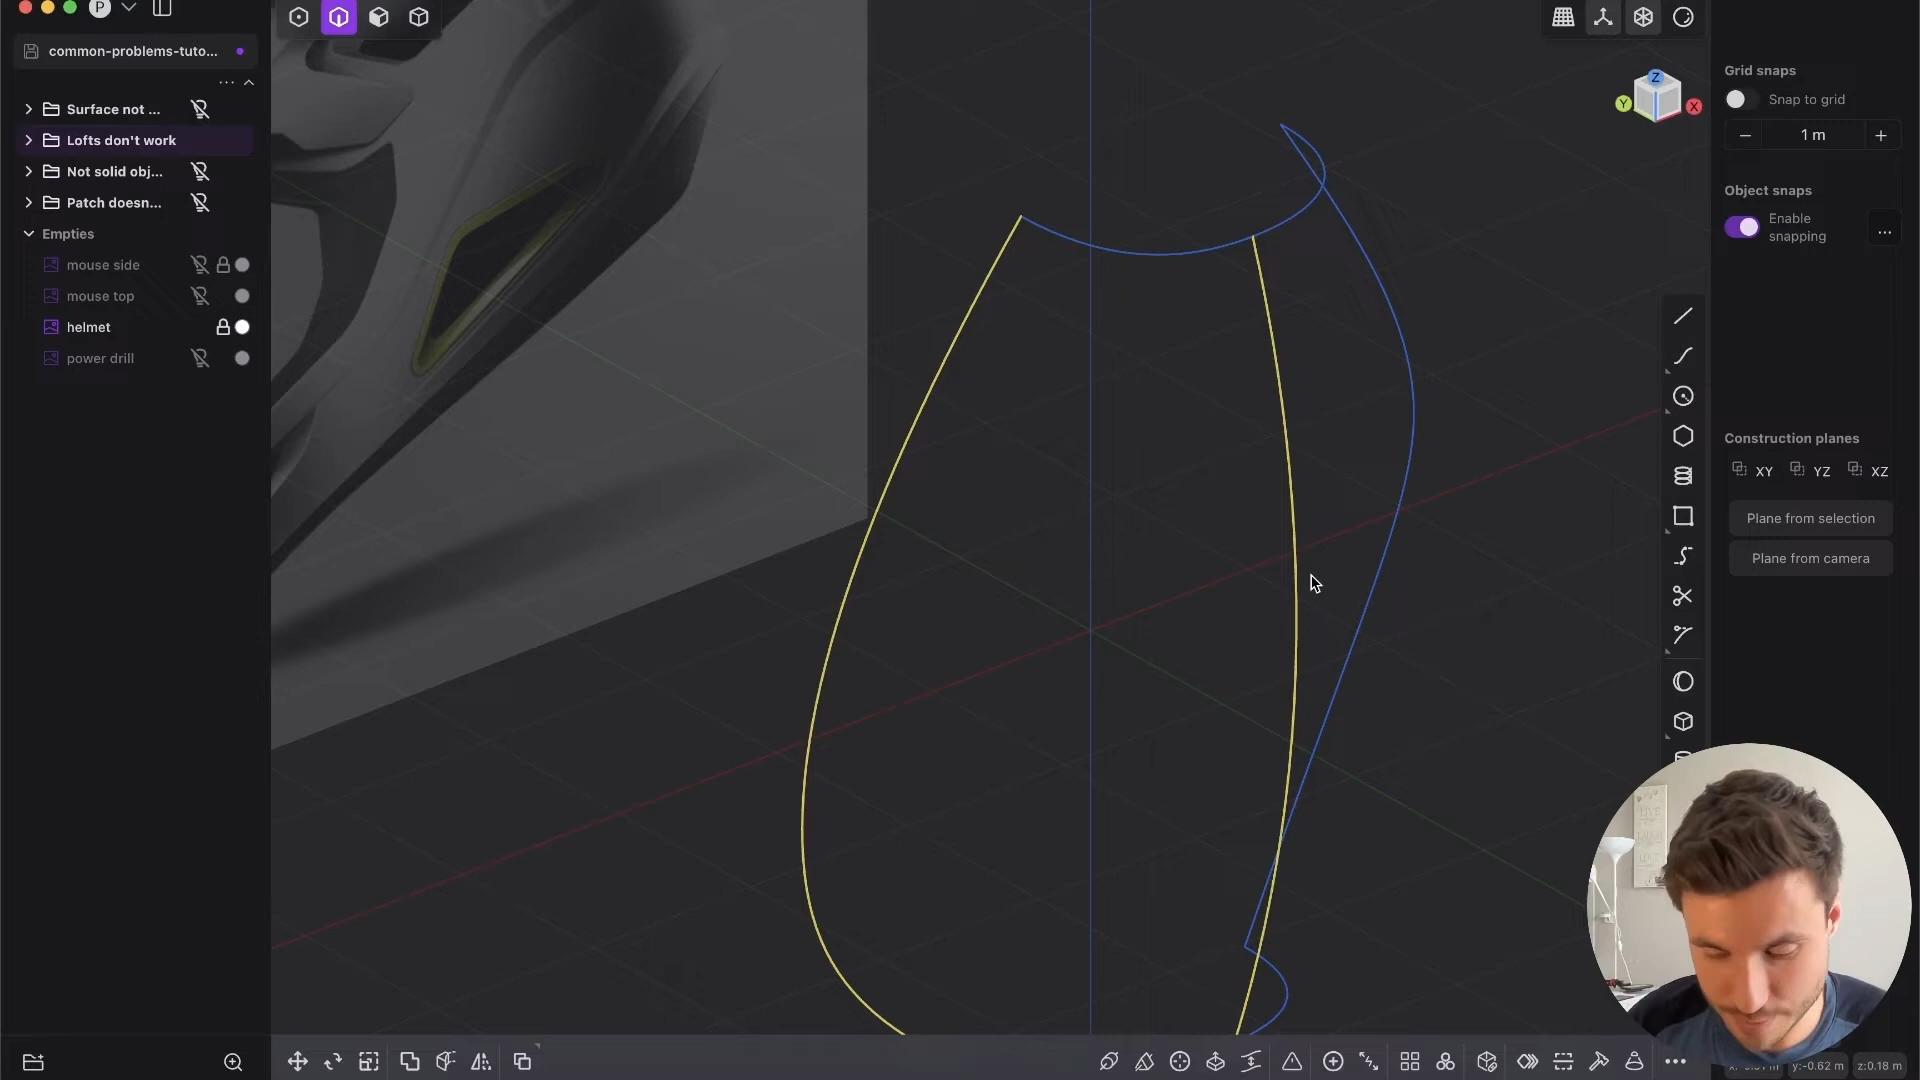 P
common-problems-tuto...
Surface not ...
Lofts don't work
Not solid obj...
Patch doesn...
Empties
mouse side
mouse top
helmet
power drill
Z
Y
X
Grid snaps
Snap to grid
1 m
Object snaps
Enable
snapping
Construction planes
XY YZ XZ
Plane from selection
Plane from camera
LIVE
y:-0.62 m z:0.18 m